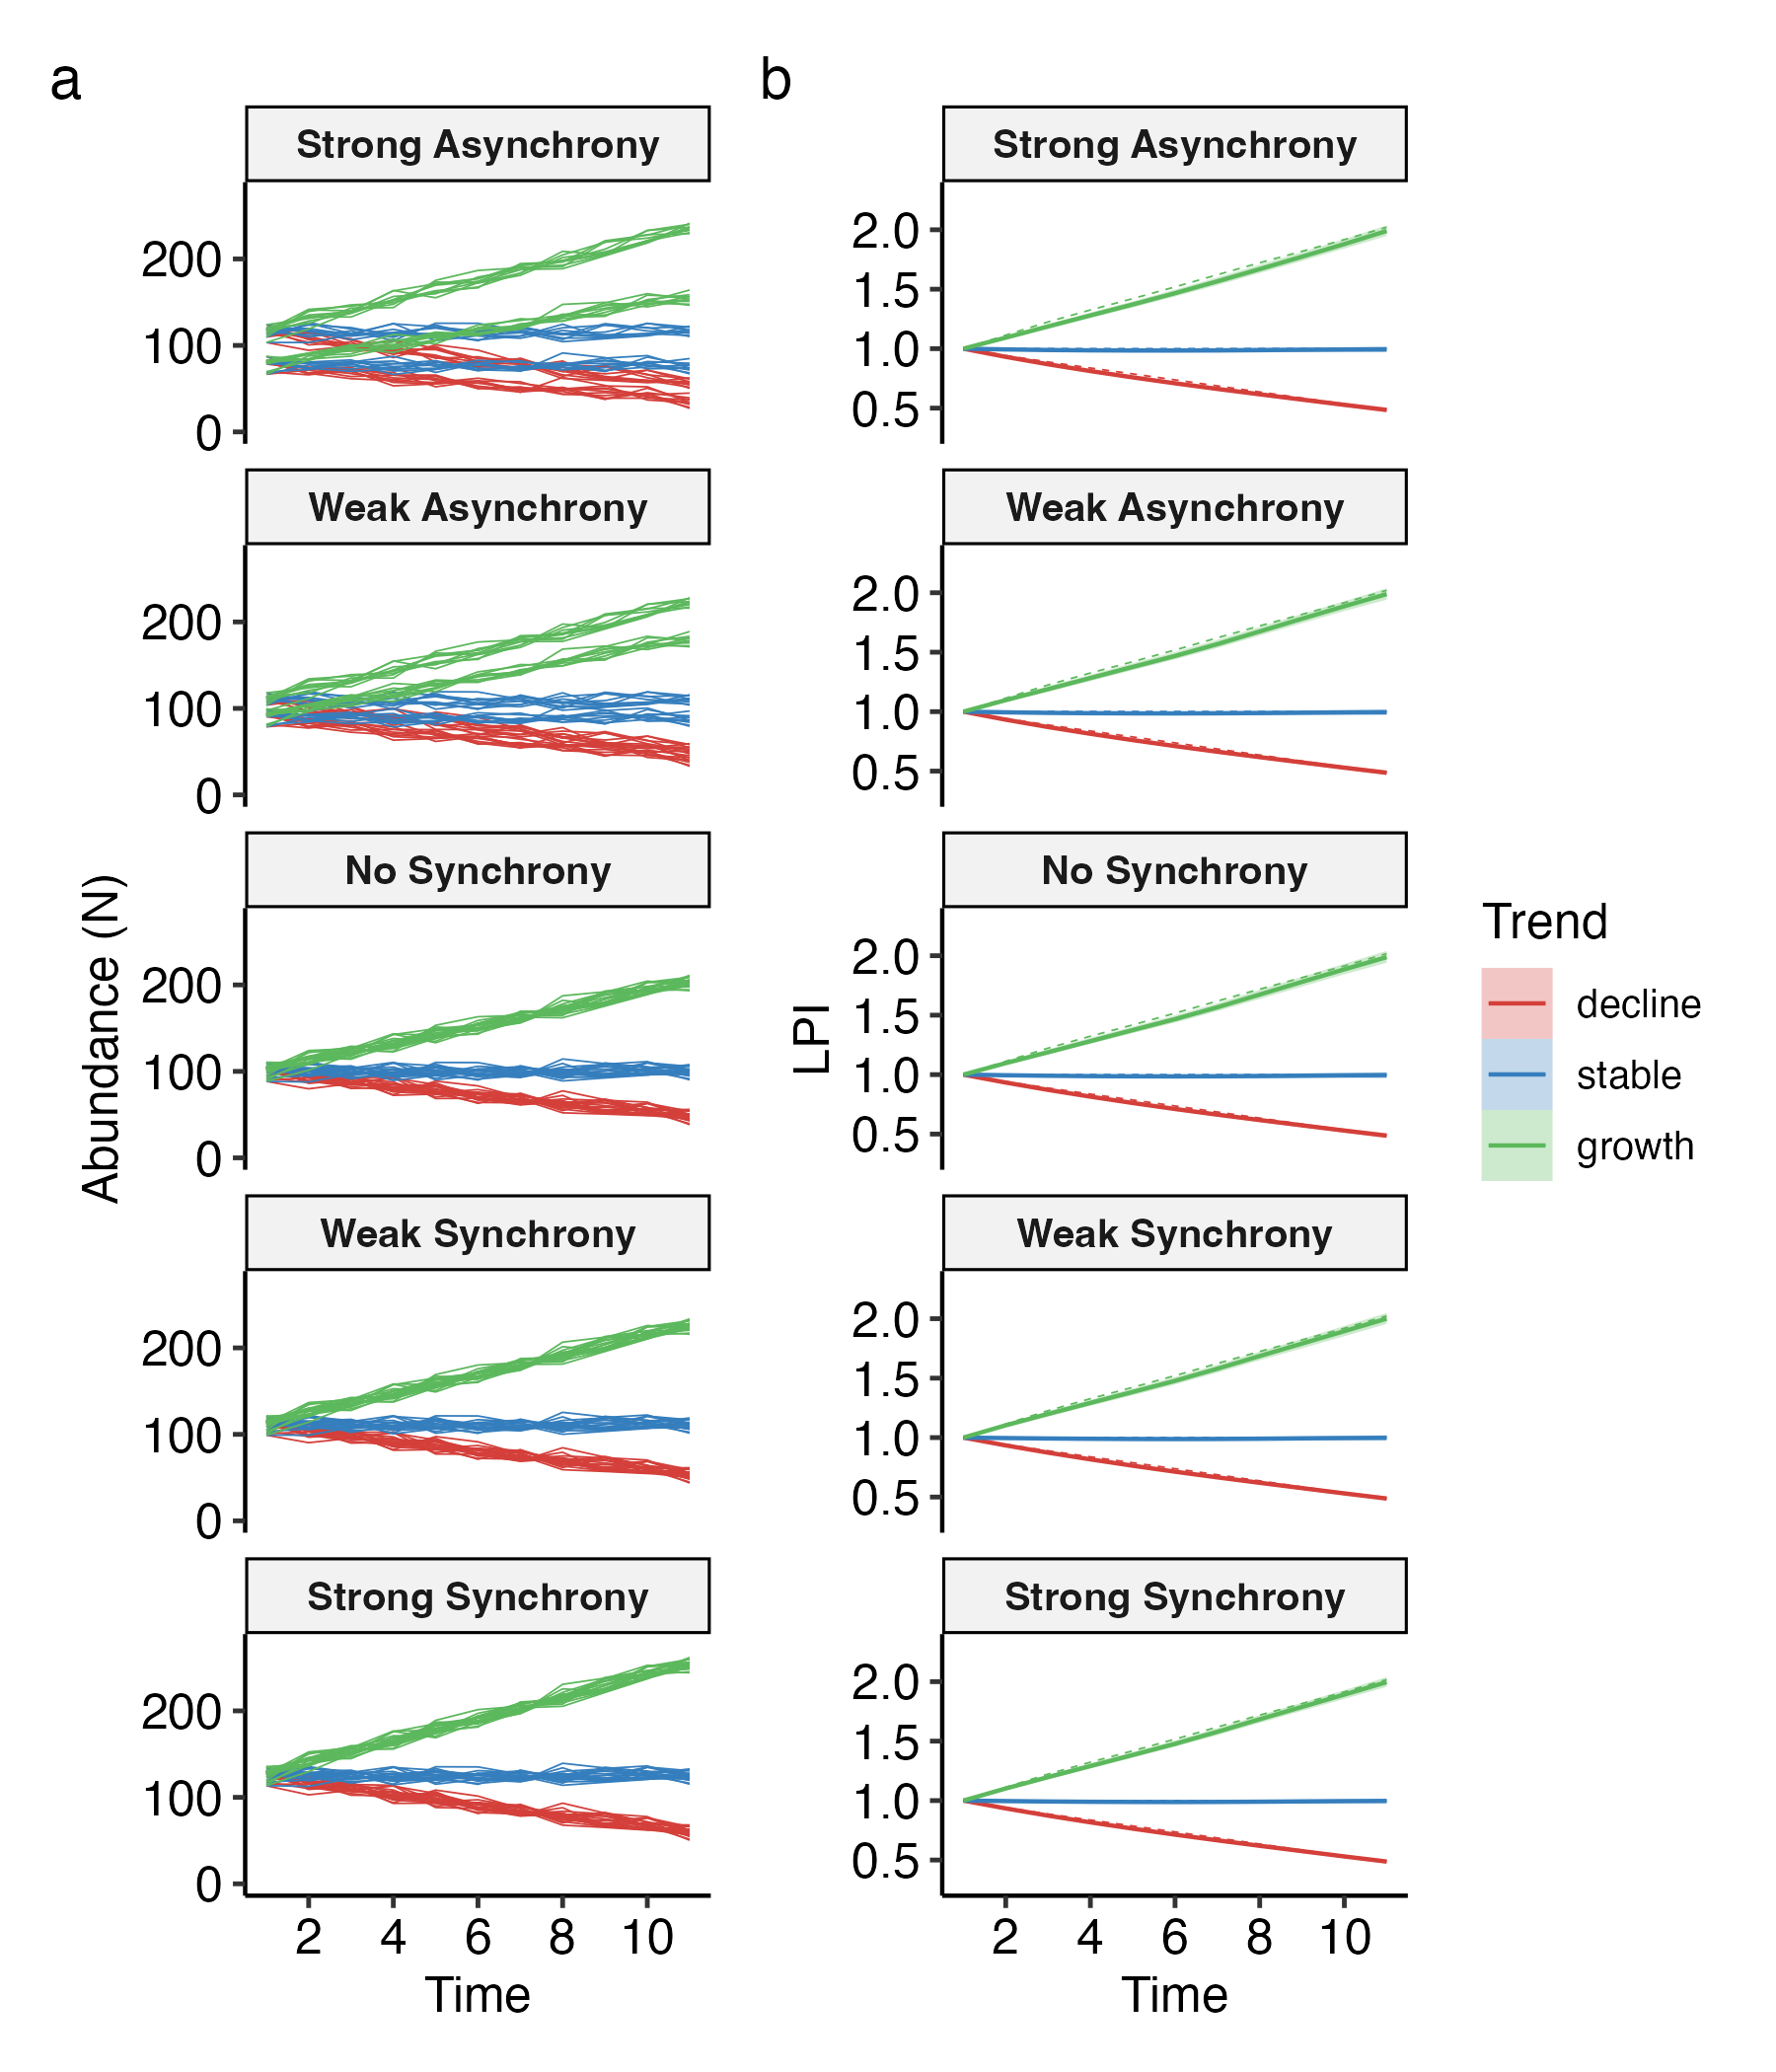 a
b
Strong Asynchrony
Strong Asynchrony
200
100
0
2.0
1.5
1.0
0.5
Weak Asynchrony
Weak Asynchrony
200
100
0
2.0
1.5
1.0
0.5
No Synchrony
No Synchrony
200
100
0
2.0
1.5
1.0
0.5
Weak Synchrony
Weak Synchrony
200
100
0
2.0
1.5
1.0
0.5
Strong Synchrony
Strong Synchrony
200
100
0
2.0
1.5
1.0
0.5
2 4 6 8 10
2 4 6 8 10
Time
Time
Abundance (N)
LPI
Trend
decline
stable
growth